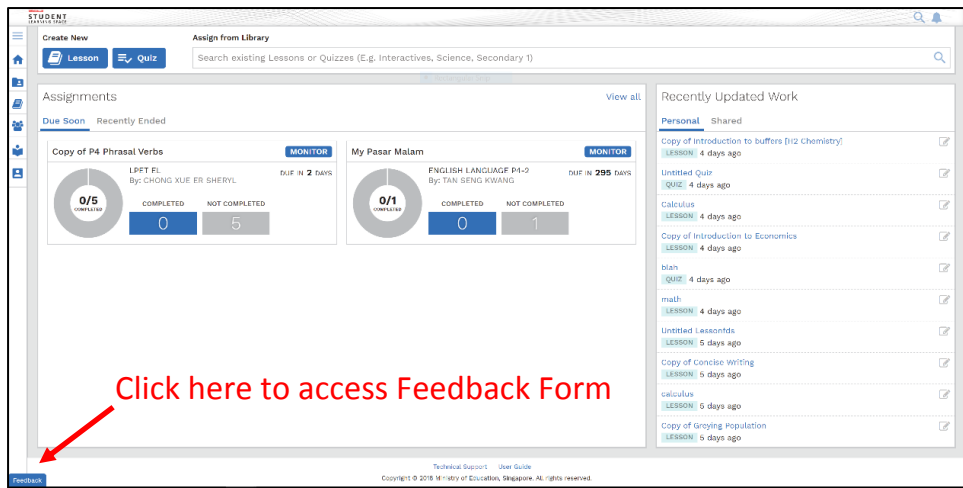 STUDENT
LEARNING SPACE
Create New
Assign from Library
Lesson
Quiz
Search existing Lessons or Quizzes (E.g. Interactives, Science, Secondary 1)
Assignments
View all
Due Soon
Recently Ended
Copy of P4 Phrasal Verbs
MONITOR
LPET EL
DUE IN 2 DAYS
By: CHONG XUE ER SHERYL
0/5
COMPLETED
COMPLETED
NOT COMPLETED
0
5
My Pasar Malam
MONITOR
ENGLISH LANGUAGE P4-2
DUE IN 295 DAYS
By: TAN SENG KWANG
0/1
COMPLETED
COMPLETED
NOT COMPLETED
0
1
Recently Updated Work
Personal
Shared
Copy of Introduction to buffers [H2 Chemistry]
LESSON 4 days ago
Untitled Quiz
QUIZ 4 days ago
Calculus
LESSON 4 days ago
Copy of Introduction to Economics
LESSON 4 days ago
blah
QUIZ 4 days ago
math
LESSON 4 days ago
Untitled Lessonfds
LESSON 5 days ago
Copy of Concise Writing
LESSON 5 days ago
calculus
LESSON 5 days ago
Copy of Greying Population
LESSON 5 days ago
Click here to access Feedback Form
Feedback
Technical Support
User Guide
Copyright © 2018 Ministry of Education, Singapore. All rights reserved.